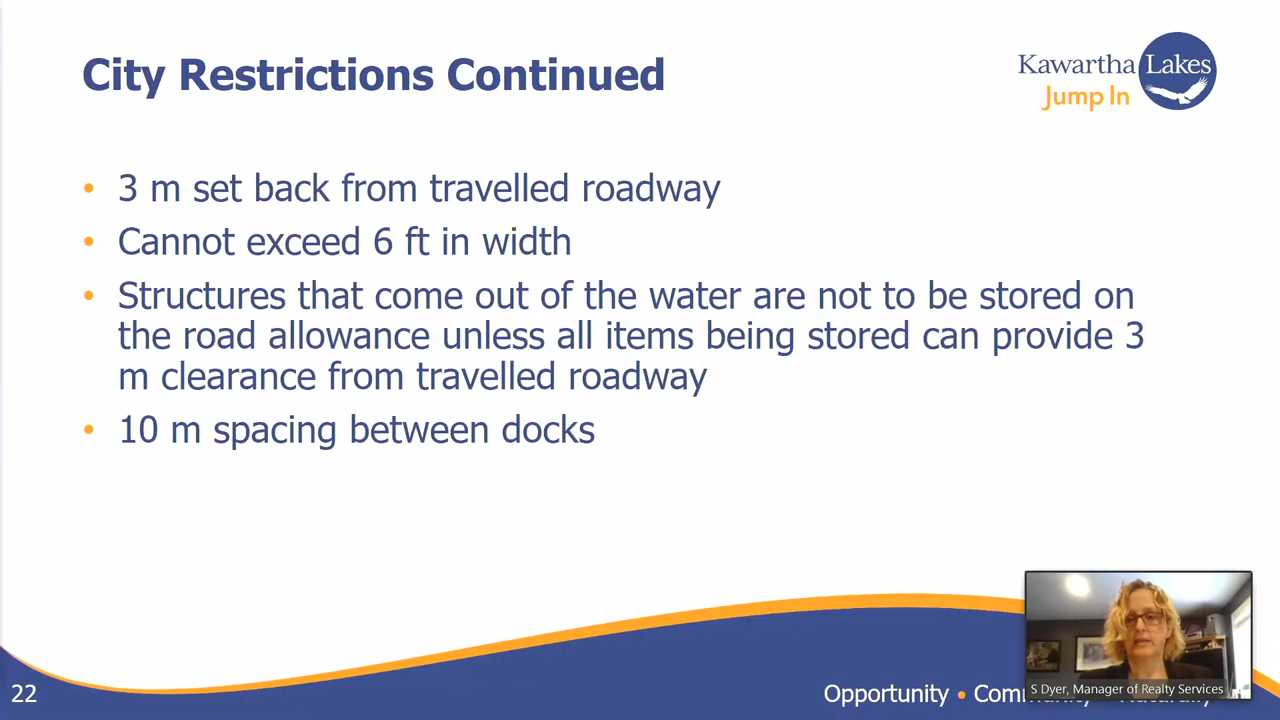 City Restrictions Continued
Kawartha Lakes
Jump In
• 3 m set back from travelled roadway
• Cannot exceed 6 ft in width
• Structures that come out of the water are not to be stored on
the road allowance unless all items being stored can provide 3
m clearance from travelled roadway
• 10 m spacing between docks
22
Opportunity •
S Dyer, Manager of Realty Services